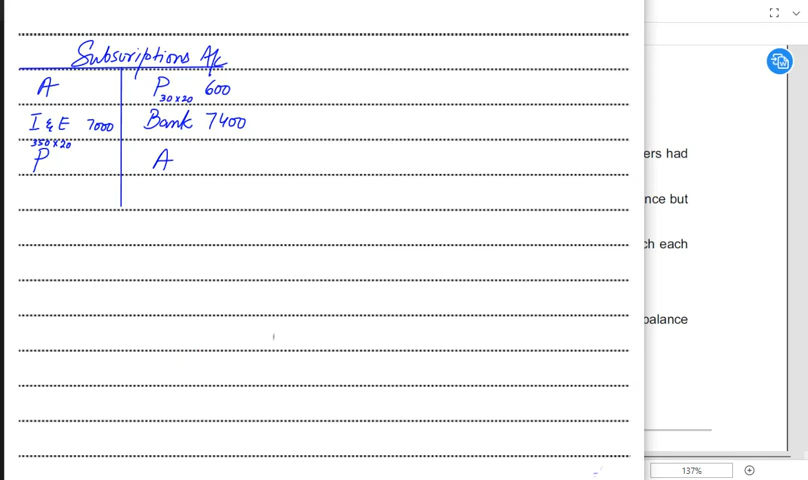 Subscriptions A/c
A P 600
30 x 20
I & E 7000 Bank 7400
350 x 20
P A
ers had
nce but
ch each
balance
137%